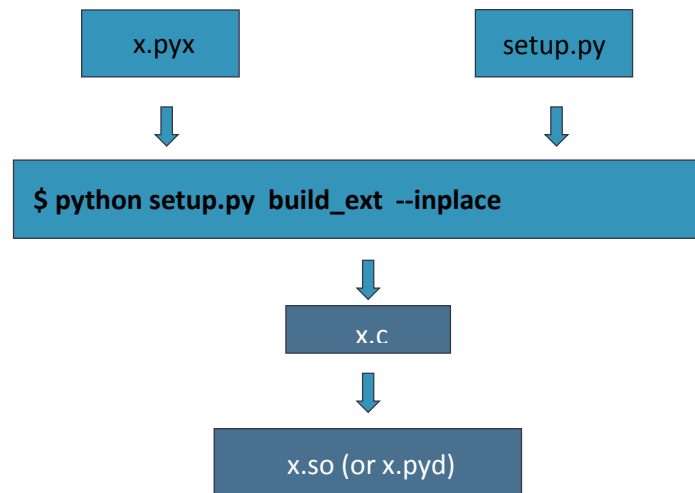 x.pyx
setup.py
$ python setup.py build_ext --inplace
x.c
x.so (or x.pyd)